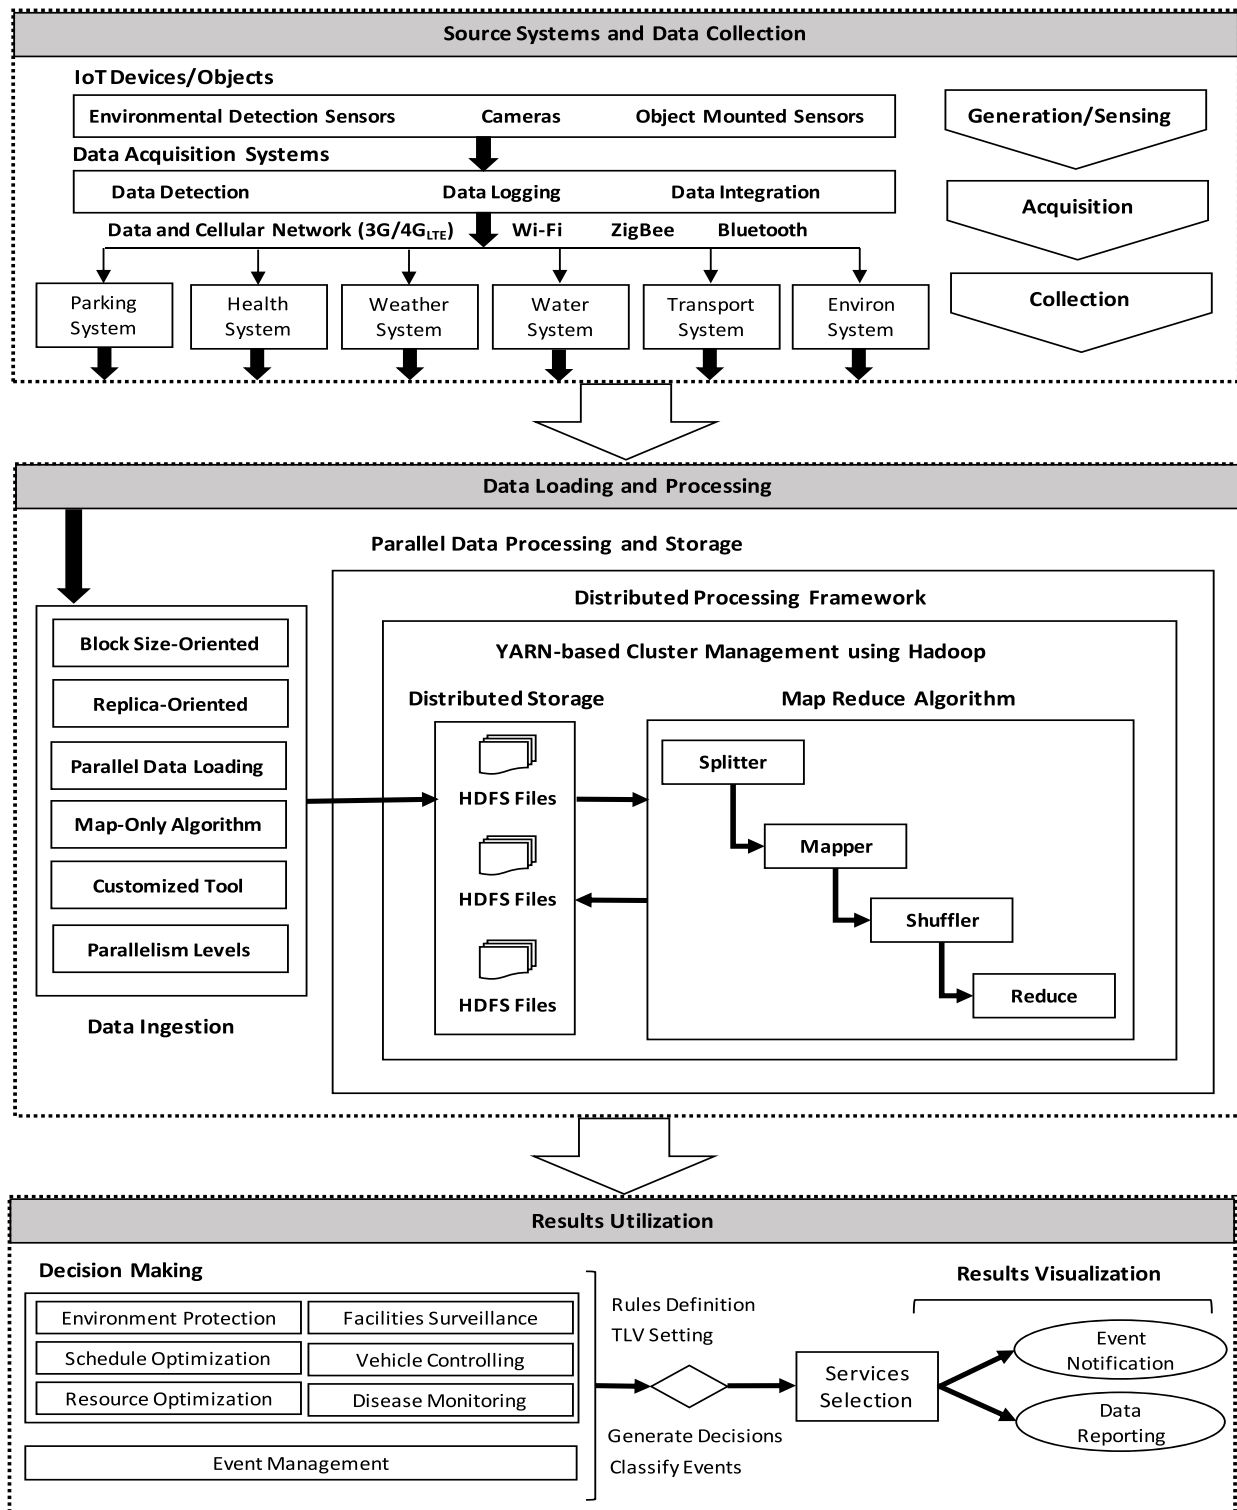 Source Systems and Data Collection
IoT Devices/Objects
Environmental Detection Sensors Cameras Object Mounted Sensors
Generation/Sensing
Data Acquisition Systems
Data Detection Data Logging Data Integration
Acquisition
Data and Cellular Network (3G/4GLTE) Wi-Fi ZigBee Bluetooth
Parking
System
Health
System
Weather
System
Water
System
Transport
System
Environ
System
Collection
Data Loading and Processing
Parallel Data Processing and Storage
Distributed Processing Framework
YARN-based Cluster Management using Hadoop
Block Size-Oriented
Replica-Oriented
Parallel Data Loading
Map-Only Algorithm
Customized Tool
Parallelism Levels
Data Ingestion
Distributed Storage
HDFS Files
HDFS Files
HDFS Files
Map Reduce Algorithm
Splitter
Mapper
Shuffler
Reduce
Results Utilization
Decision Making
Environment Protection
Facilities Surveillance
Schedule Optimization
Vehicle Controlling
Resource Optimization
Disease Monitoring
Event Management
Rules Definition
TLV Setting
Generate Decisions
Classify Events
Services
Selection
Results Visualization
Event
Notification
Data
Reporting